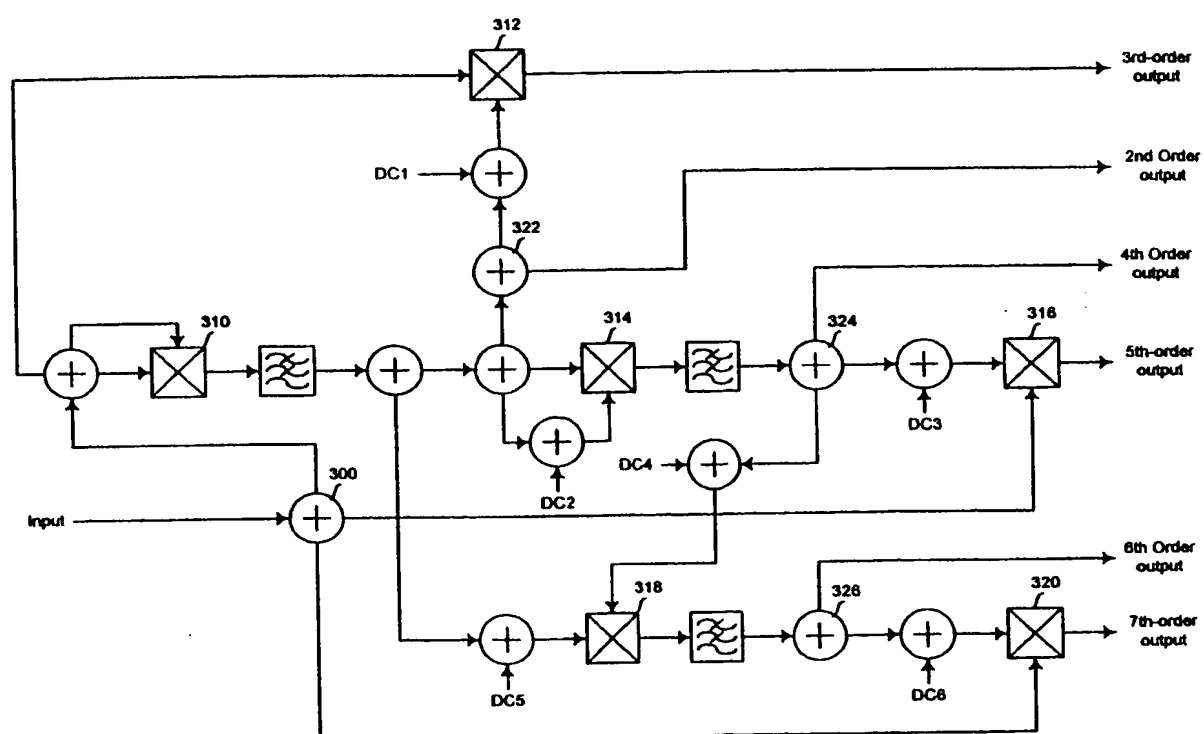 312
3rd-order
output
DC1
2nd Order
output
322
4th Order
output
310
314
324
316
5th-order
output
DC3
DC4
DC2
300
Input
6th Order
output
318
326
320
7th-order
output
DC5
DC6